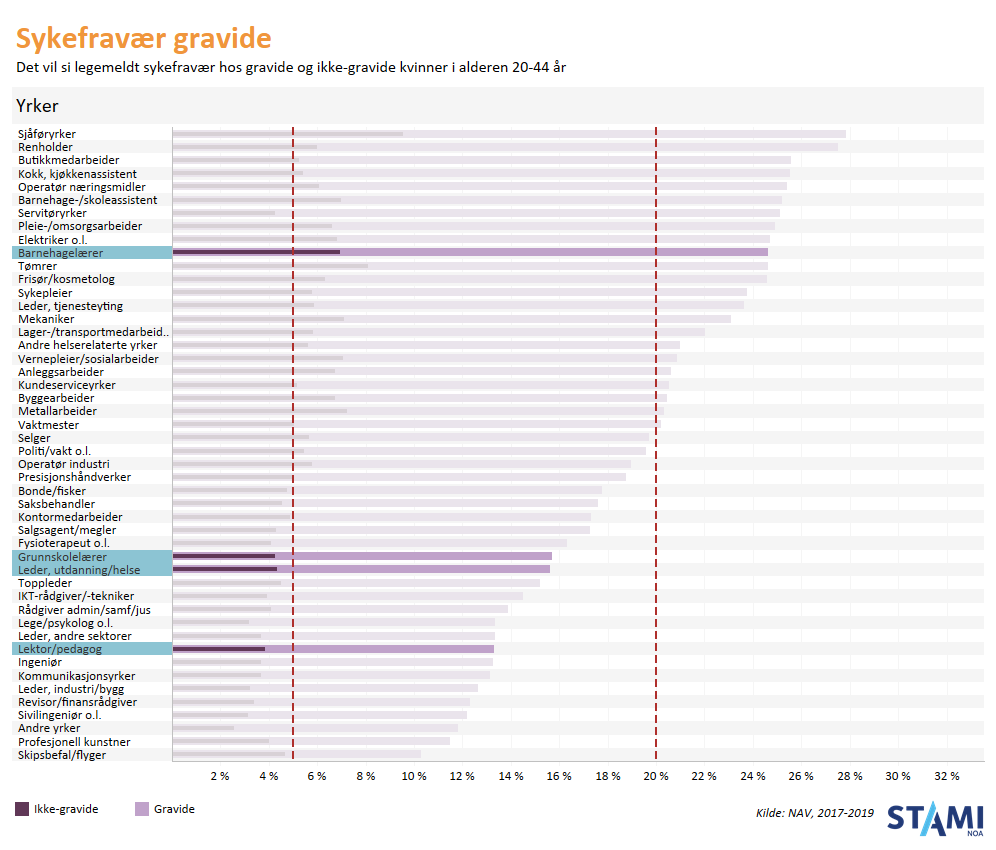 Sykefravær gravide
Det vil si legemeldt sykefravær hos gravide og ikke-gravide kvinner i alderen 20-44 år
Yrker
Sjåføryrker
Renholder
Butikkmedarbeider
Kokk, kjøkkenassistent
Operatør næringsmidler
Barnehage-/skoleassistent
Servitøryrker
Pleie-/omsorgsarbeider
Elektriker o.l.
Barnehagelærer
Tømrer
Frisør/kosmetolog
Sykepleier
Leder, tjenesteyting
Mekaniker
Lager-/transportmedarbeid..
Andre helserelaterte yrker
Vernepleier/sosialarbeider
Anleggsarbeider
Kundeserviceyrker
Byggearbeider
Metallarbeider
Vaktmester
Selger
Politi/vakt o.l.
Operatør industri
Presisjonshåndverker
Bonde/fisker
Saksbehandler
Kontormedarbeider
Salgsagent/megler
Fysioterapeut o.l.
Grunnskolelærer
Leder, utdanning/helse
Toppleder
IKT-rådgiver/-tekniker
Rådgiver admin/samf/jus
Lege/psykolog o.l.
Leder, andre sektorer
Lektor/pedagog
Ingeniør
Kommunikasjonsyrker
Leder, industri/bygg
Revisor/finansrådgiver
Sivilingeniør o.l.
Andre yrker
Profesjonell kunstner
Skipsbefal/flyger
2 % 4 % 6 % 8 % 10 % 12 % 14 % 16 % 18 % 20 % 22 % 24 % 26 % 28 % 30 % 32 %
Ikke-gravide Gravide
Kilde: NAV, 2017-2019
STAMI
NOA